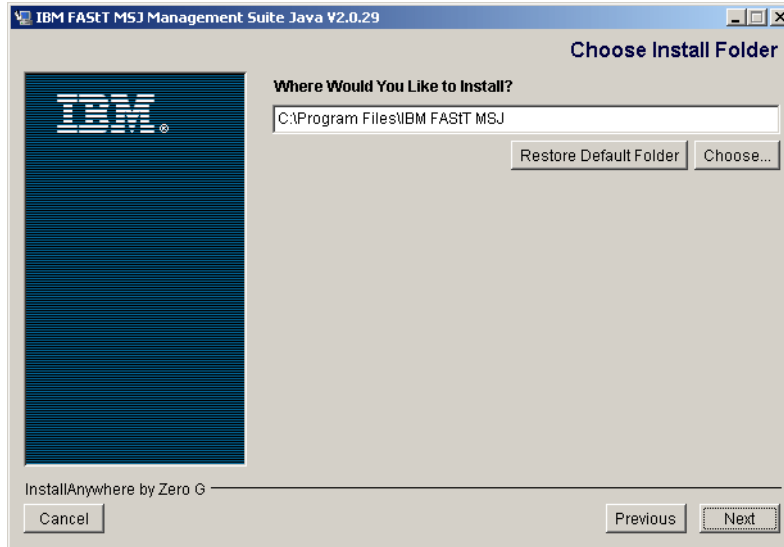 IBM FAStT MSJ Management Suite Java V2.0.29
Choose Install Folder
IBM®
Where Would You Like to Install?
C:\Program Files\IBM FAStT MSJ
Restore Default Folder
Choose...
InstallAnywhere by Zero G
Cancel
Previous
Next